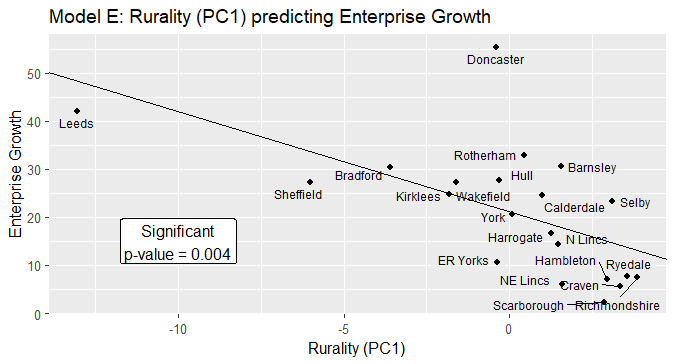 Model E: Rurality (PC1) predicting Enterprise Growth
Enterprise Growth
50
40
30
20
10
0
Doncaster
Leeds
Rotherham
Barnsley
Bradford
Hull
Sheffield
Kirklees
Wakefield
Selby
Calderdale
York
Harrogate
N Lincs
ER Yorks
Hambleton
Ryedale
NE Lincs
Craven
Scarborough
Richmondshire
Significant
p-value = 0.004
-10
-5
0
Rurality (PC1)